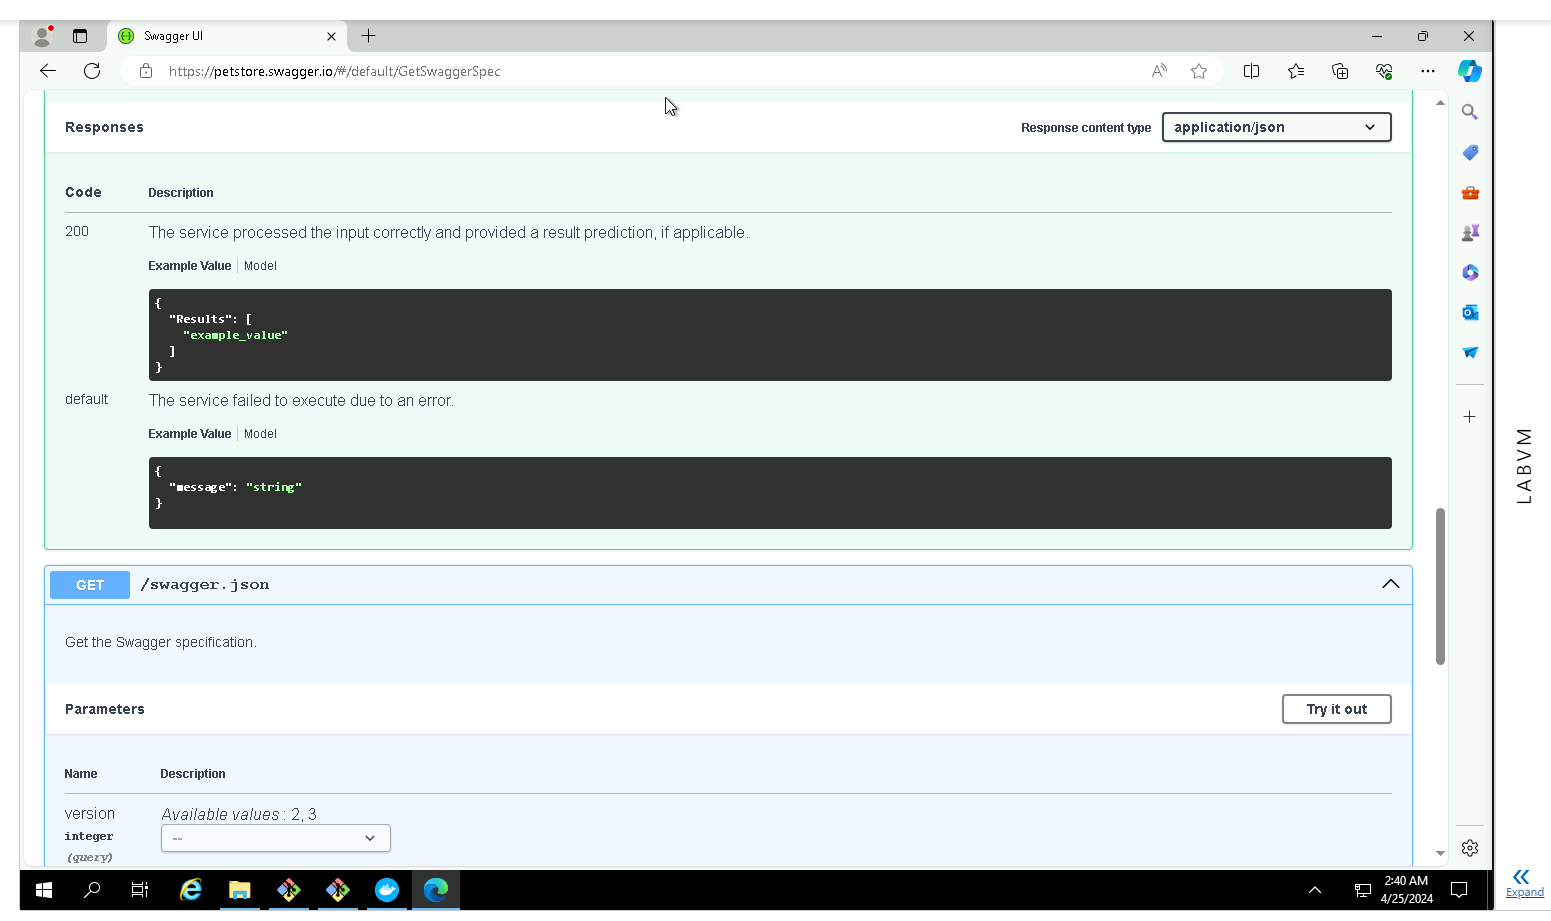 Swagger UI
https://petstore.swagger.io/#/default/GetSwaggerSpec
Responses
Response content type
application/json
Code Description
200 The service processed the input correctly and provided a result prediction, if applicable.
Example Value Model
{
"Results": [
"example_value"
]
}
default The service failed to execute due to an error.
Example Value Model
{
"message": "string"
}
GET /swagger.json
Get the Swagger specification.
Parameters
Try it out
Name Description
version Available values : 2, 3
integer
--
(query)
2:40 AM
4/25/2024
LABVM
Expand